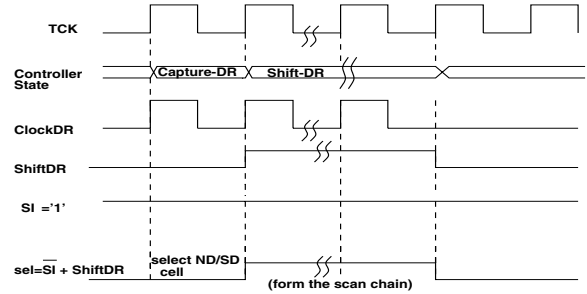 TCK
Controller
State
Capture-DR
Shift-DR
ClockDR
ShiftDR
SI ='1'
sel=S̅I̅ + ShiftDR
select ND/SD
cell
(form the scan chain)